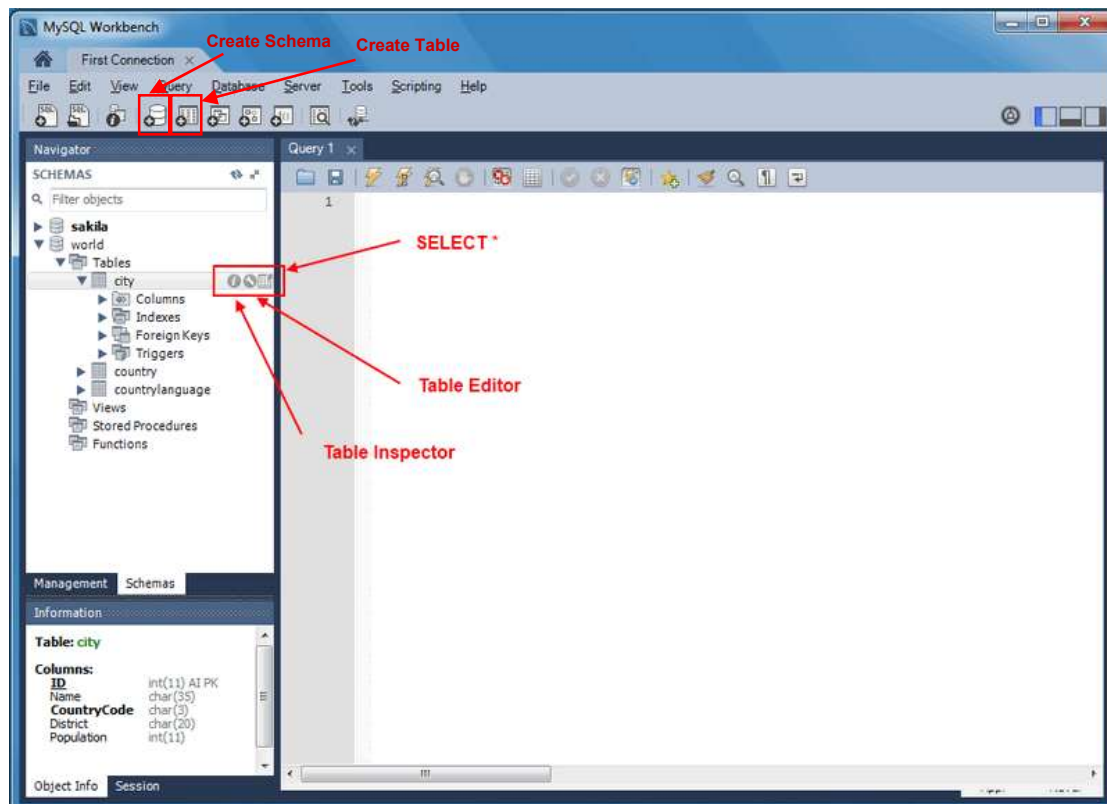 MySQL Workbench
Create Schema
Create Table
First Connection
File Edit View Query Database Server Tools Scripting Help
Navigator
Query 1
SCHEMAS
Filter objects
1
sakila
world
SELECT *
Tables
city
Columns
Indexes
Foreign Keys
Triggers
country
Table Editor
countrylanguage
Views
Stored Procedures
Functions
Table Inspector
Management Schemas
Information
Table: city
Columns:
ID int(11) AI PK
Name char(35)
CountryCode char(3)
District char(20)
Population int(11)
Object Info Session